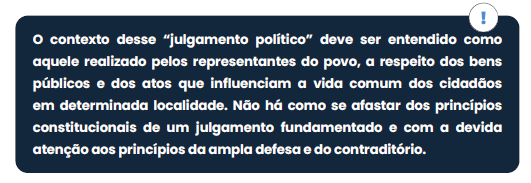 !
O contexto desse “julgamento político” deve ser entendido como
aquele realizado pelos representantes do povo, a respeito dos bens
públicos e dos atos que influenciam a vida comum dos cidadãos
em determinada localidade. Não há como se afastar dos princípios
constitucionais de um julgamento fundamentado e com a devida
atenção aos princípios da ampla defesa e do contraditório.